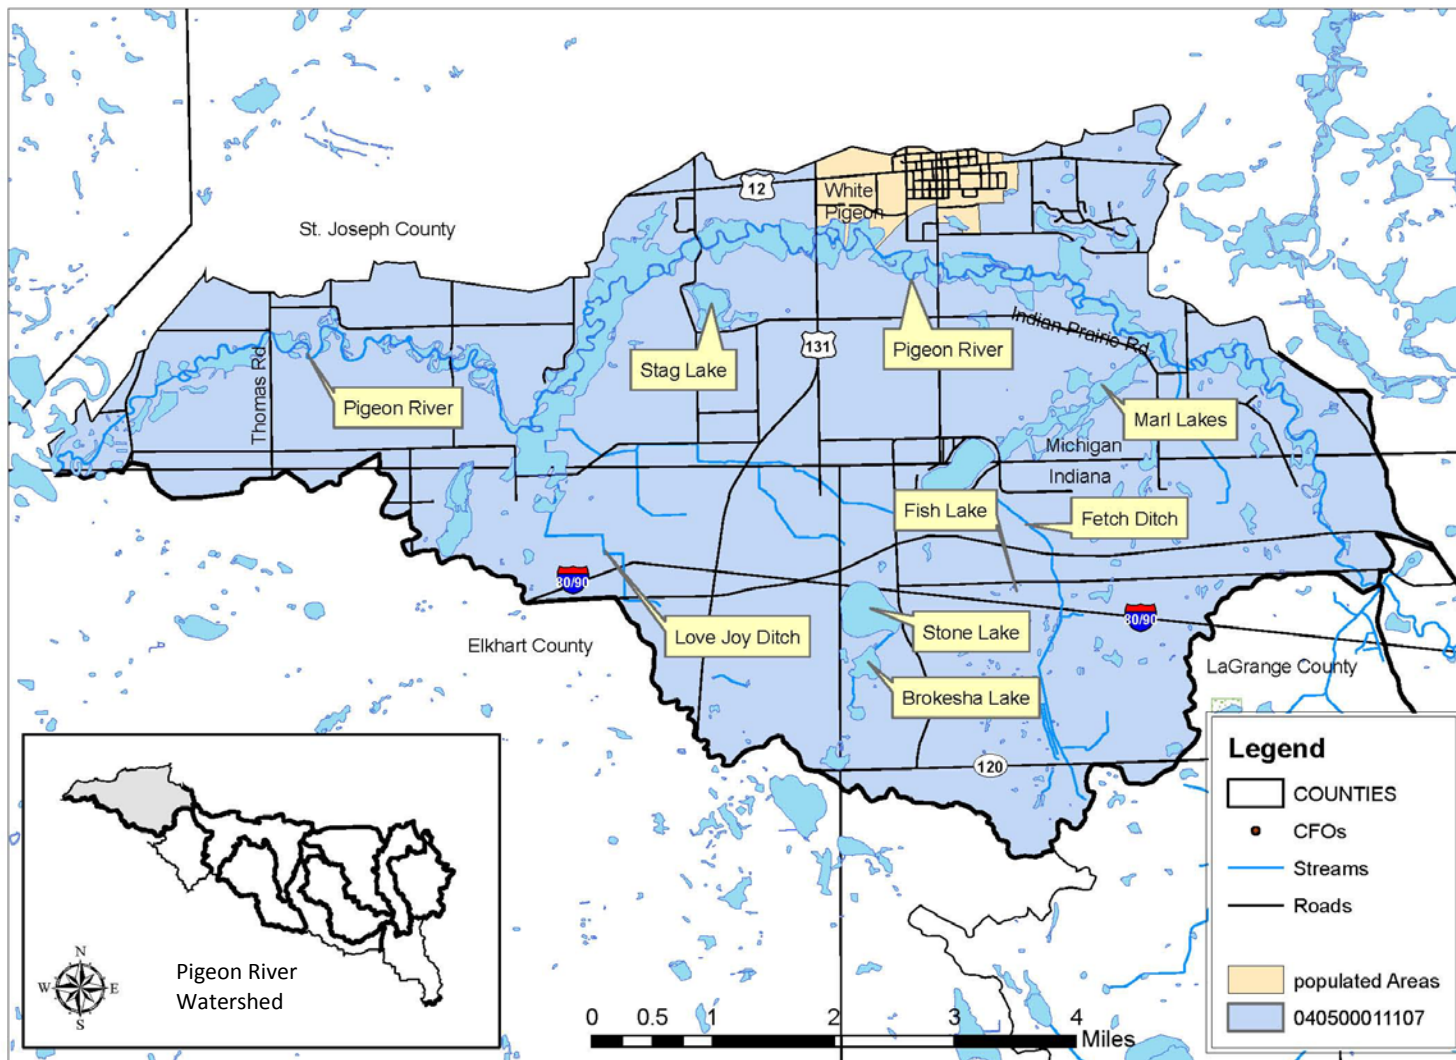 12
White
Pigeon
St. Joseph County
Indian Prairie Rd
131
Pigeon River
Stag Lake
Thomas Rd
Pigeon River
Marl Lakes
Michigan
Indiana
Fish Lake
Fetch Ditch
80/90
80/90
Love Joy Ditch
Stone Lake
Elkhart County
LaGrange County
Brokesha Lake
120
Legend
COUNTIES
CFOs
Streams
Roads
populated Areas
040500011107
N
W
E
S
Pigeon River
Watershed
0 0.5 1 2 3 4
Miles